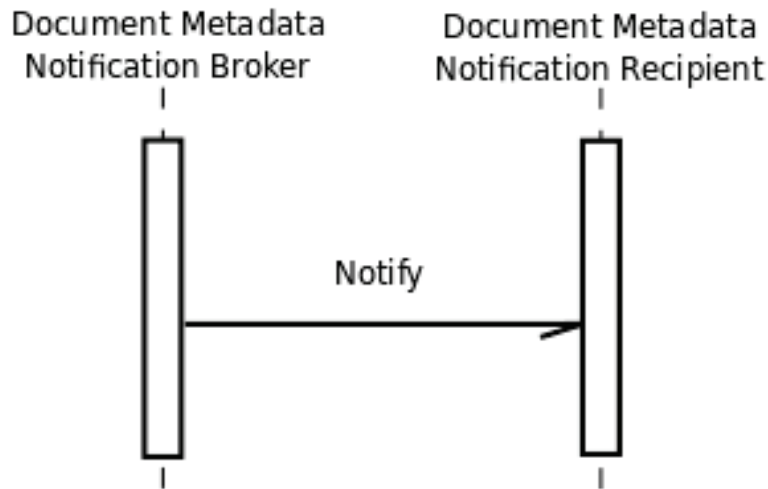 Document Metadata
Notification Broker
Document Metadata
Notification Recipient
Notify